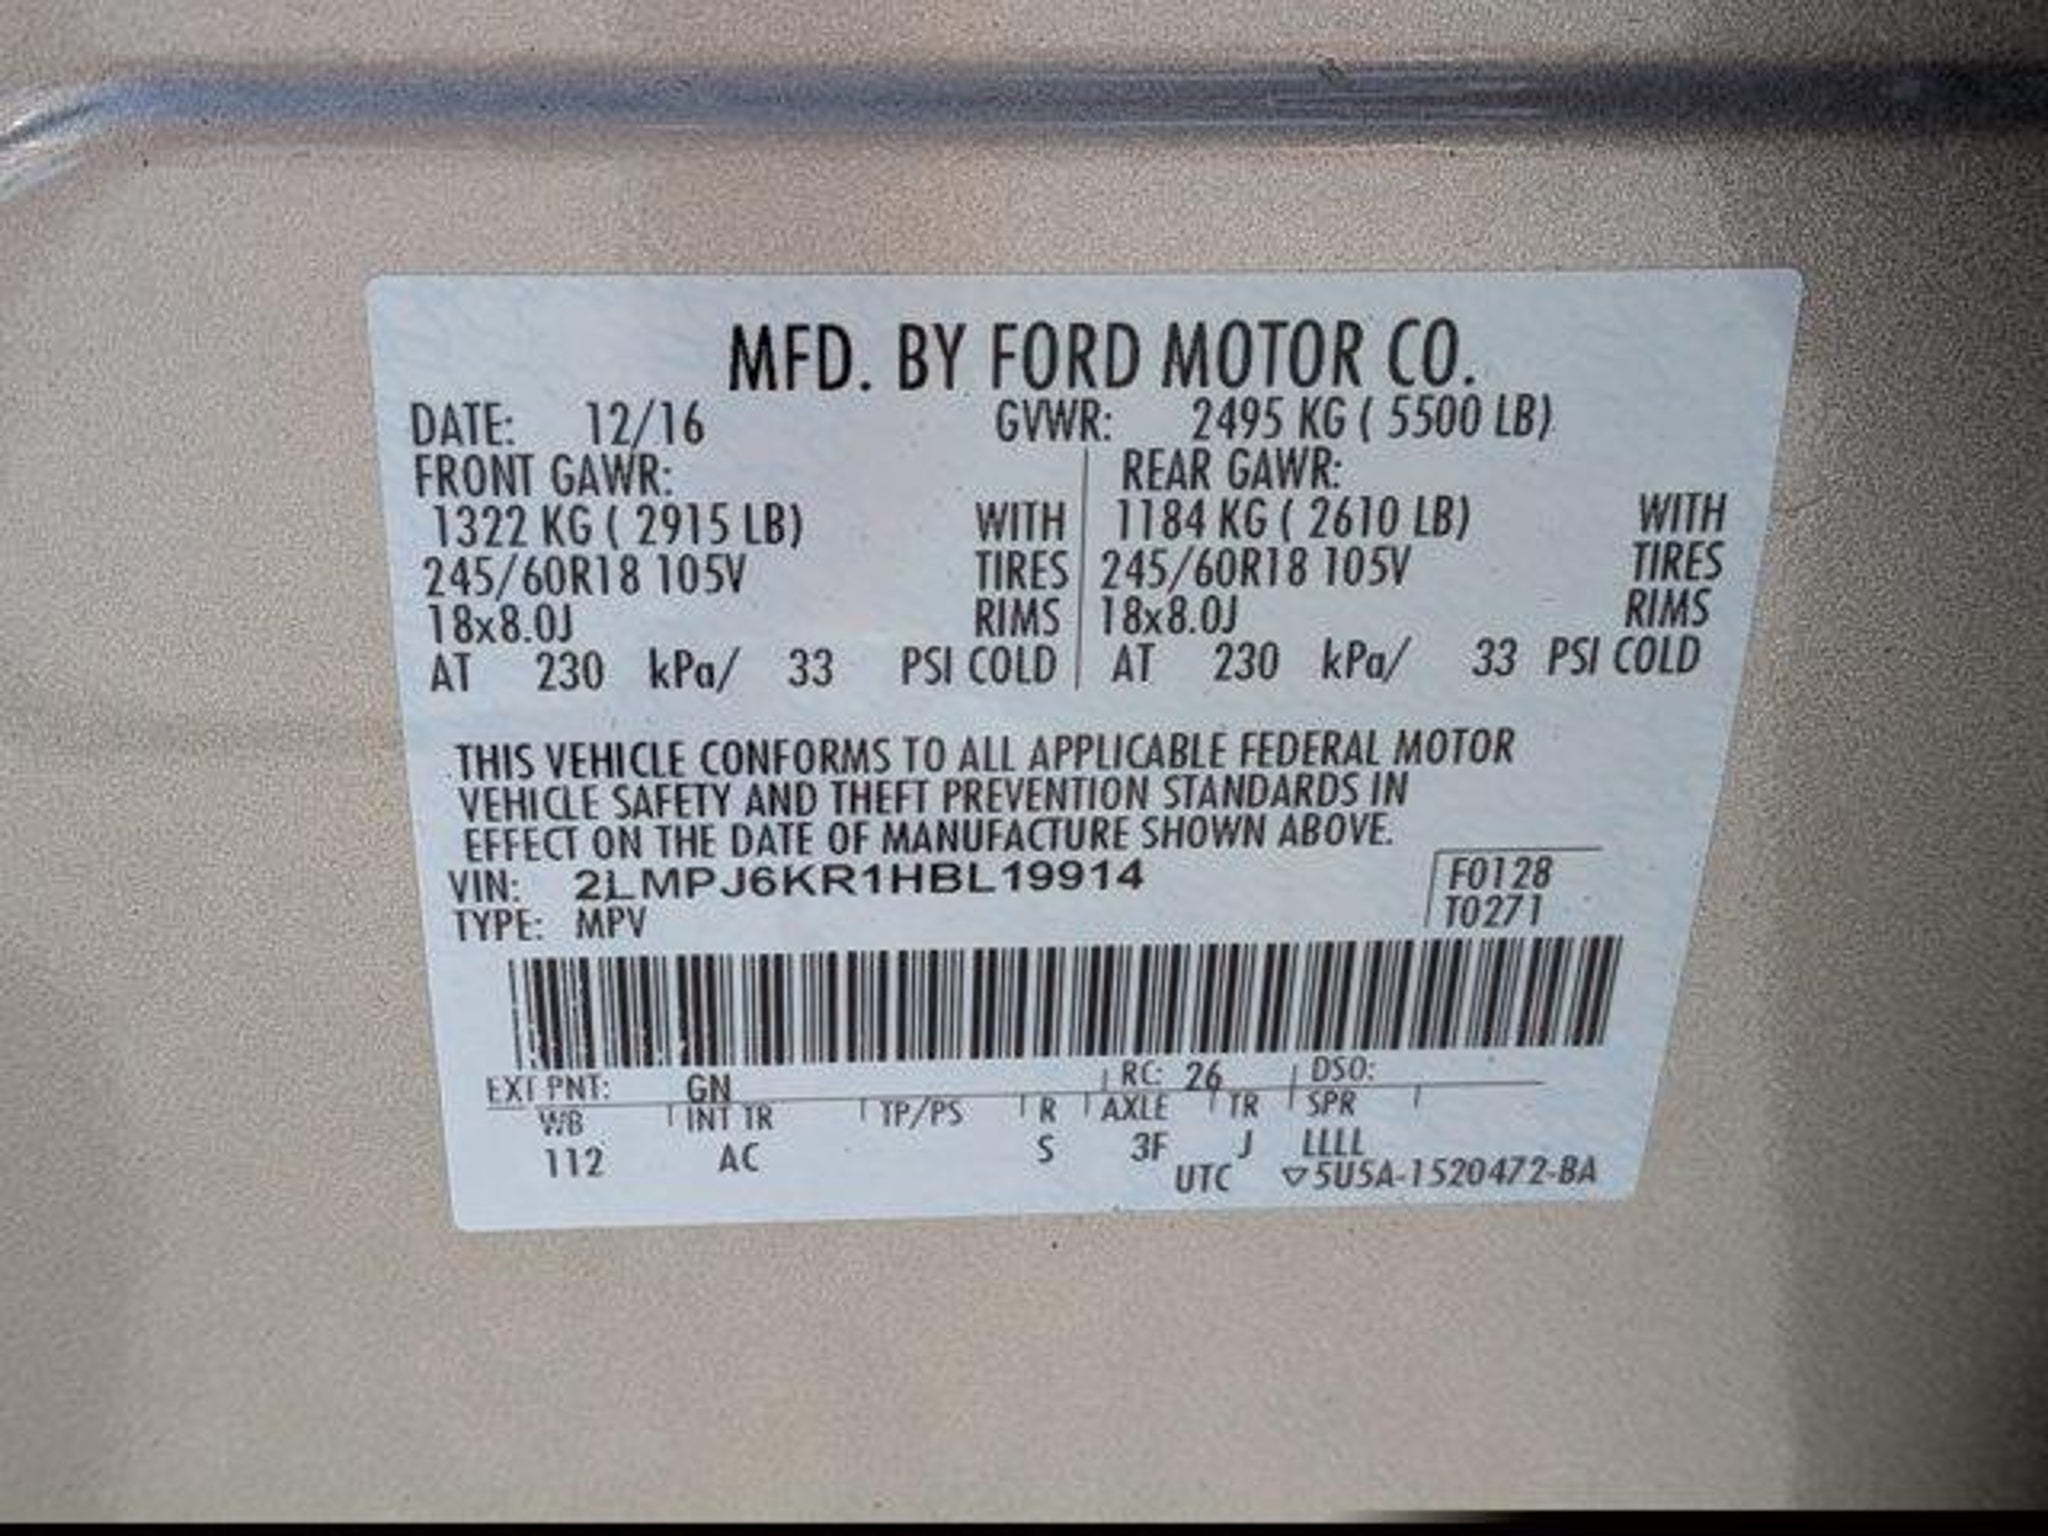 MFD. BY FORD MOTOR CO.
DATE: 12/16 GVWR: 2495 KG ( 5500 LB)
FRONT GAWR: REAR GAWR:
1322 KG ( 2915 LB) WITH 1184 KG ( 2610 LB) WITH
245/60R18 105V TIRES 245/60R18 105V TIRES
18x8.0J RIMS 18x8.0J RIMS
AT 230 kPa/ 33 PSI COLD AT 230 kPa/ 33 PSI COLD
THIS VEHICLE CONFORMS TO ALL APPLICABLE FEDERAL MOTOR
VEHICLE SAFETY AND THEFT PREVENTION STANDARDS IN
EFFECT ON THE DATE OF MANUFACTURE SHOWN ABOVE.
VIN: 2LMPJ6KR1HBL19914 F0128
TYPE: MPV T0271
EXT PNT: GN RC: 26 DSO:
WB INT TR TP/PS R AXLE TR SPR
112 AC S 3F J LLLL
UTC ▽5U5A-1520472-BA